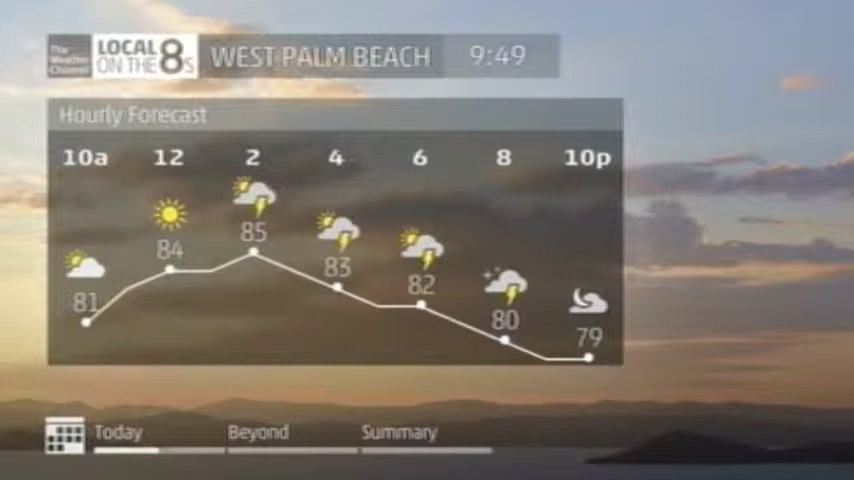 The
Weather
Channel
LOCAL
ON THE 8s
WEST PALM BEACH 9:49
Hourly Forecast
10a 12 2 4 6 8 10p
81 84 85 83 82 80 79
Today Beyond Summary